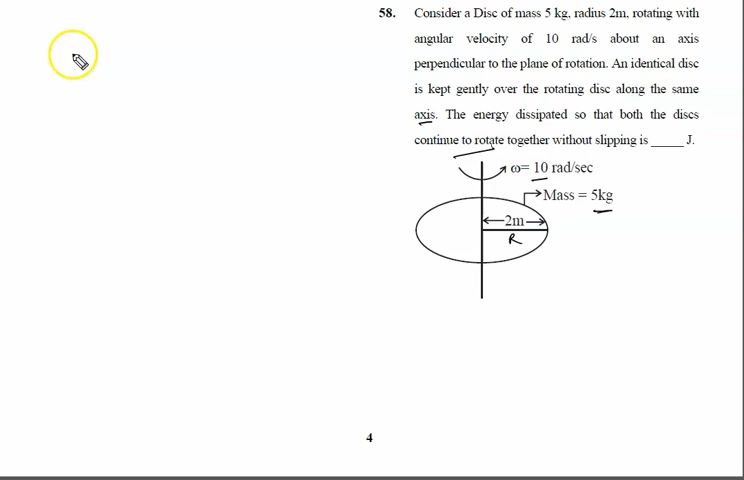 58. Consider a Disc of mass 5 kg, radius 2m, rotating with
angular velocity of 10 rad/s about an axis
perpendicular to the plane of rotation. An identical disc
is kept gently over the rotating disc along the same
axis. The energy dissipated so that both the discs
continue to rotate together without slipping is _____ J.
ω= 10 rad/sec
Mass = 5kg
2m
R
4